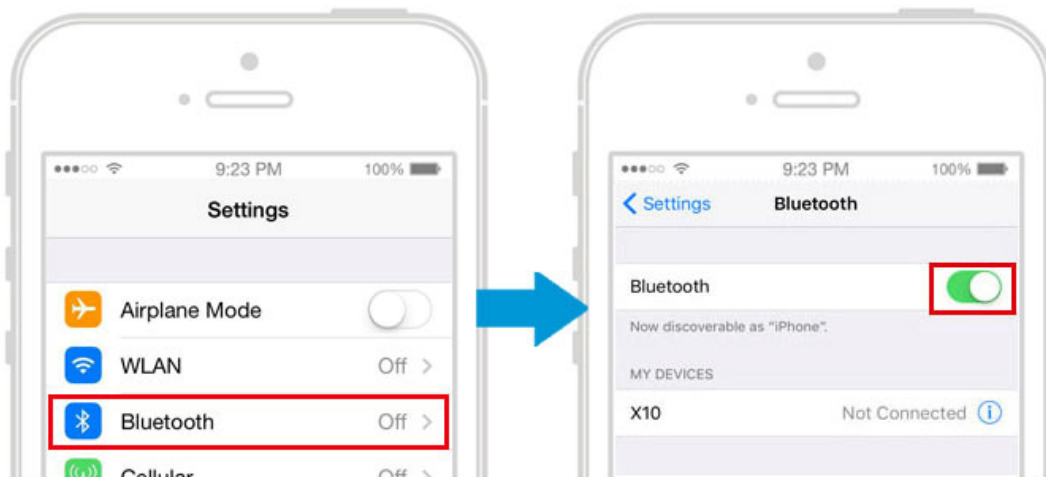 9:23 PM 100%
Settings
Airplane Mode
WLAN Off
Bluetooth Off
Cellular Off
9:23 PM 100%
Settings Bluetooth
Bluetooth
Now discoverable as "iPhone".
MY DEVICES
X10 Not Connected